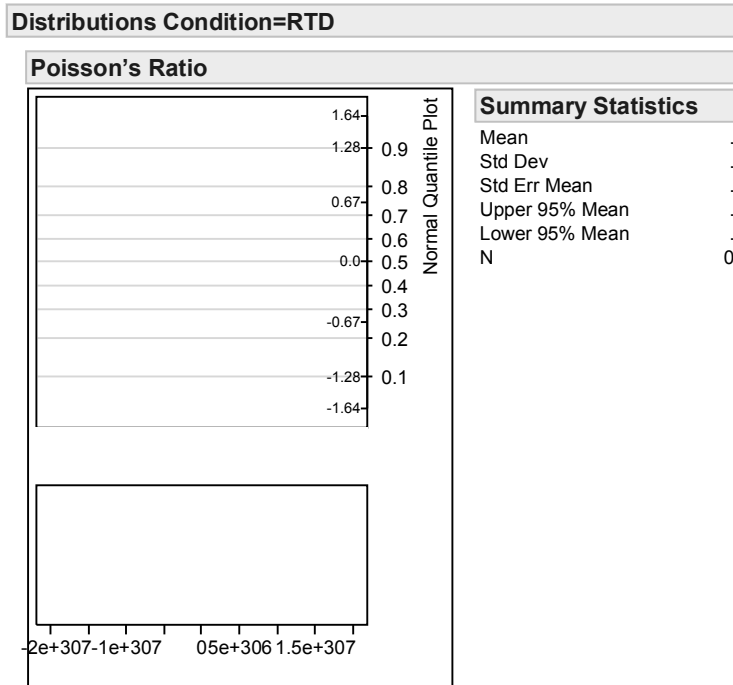 Distributions Condition=RTD
Poisson's Ratio
1.64
1.28
0.67
0.0
-0.67
-1.28
-1.64
0.9
0.8
0.7
0.6
0.5
0.4
0.3
0.2
0.1
Normal Quantile Plot
-2e+307-1e+307 05e+306 1.5e+307
Summary Statistics
Mean .
Std Dev .
Std Err Mean .
Upper 95% Mean .
Lower 95% Mean .
N 0